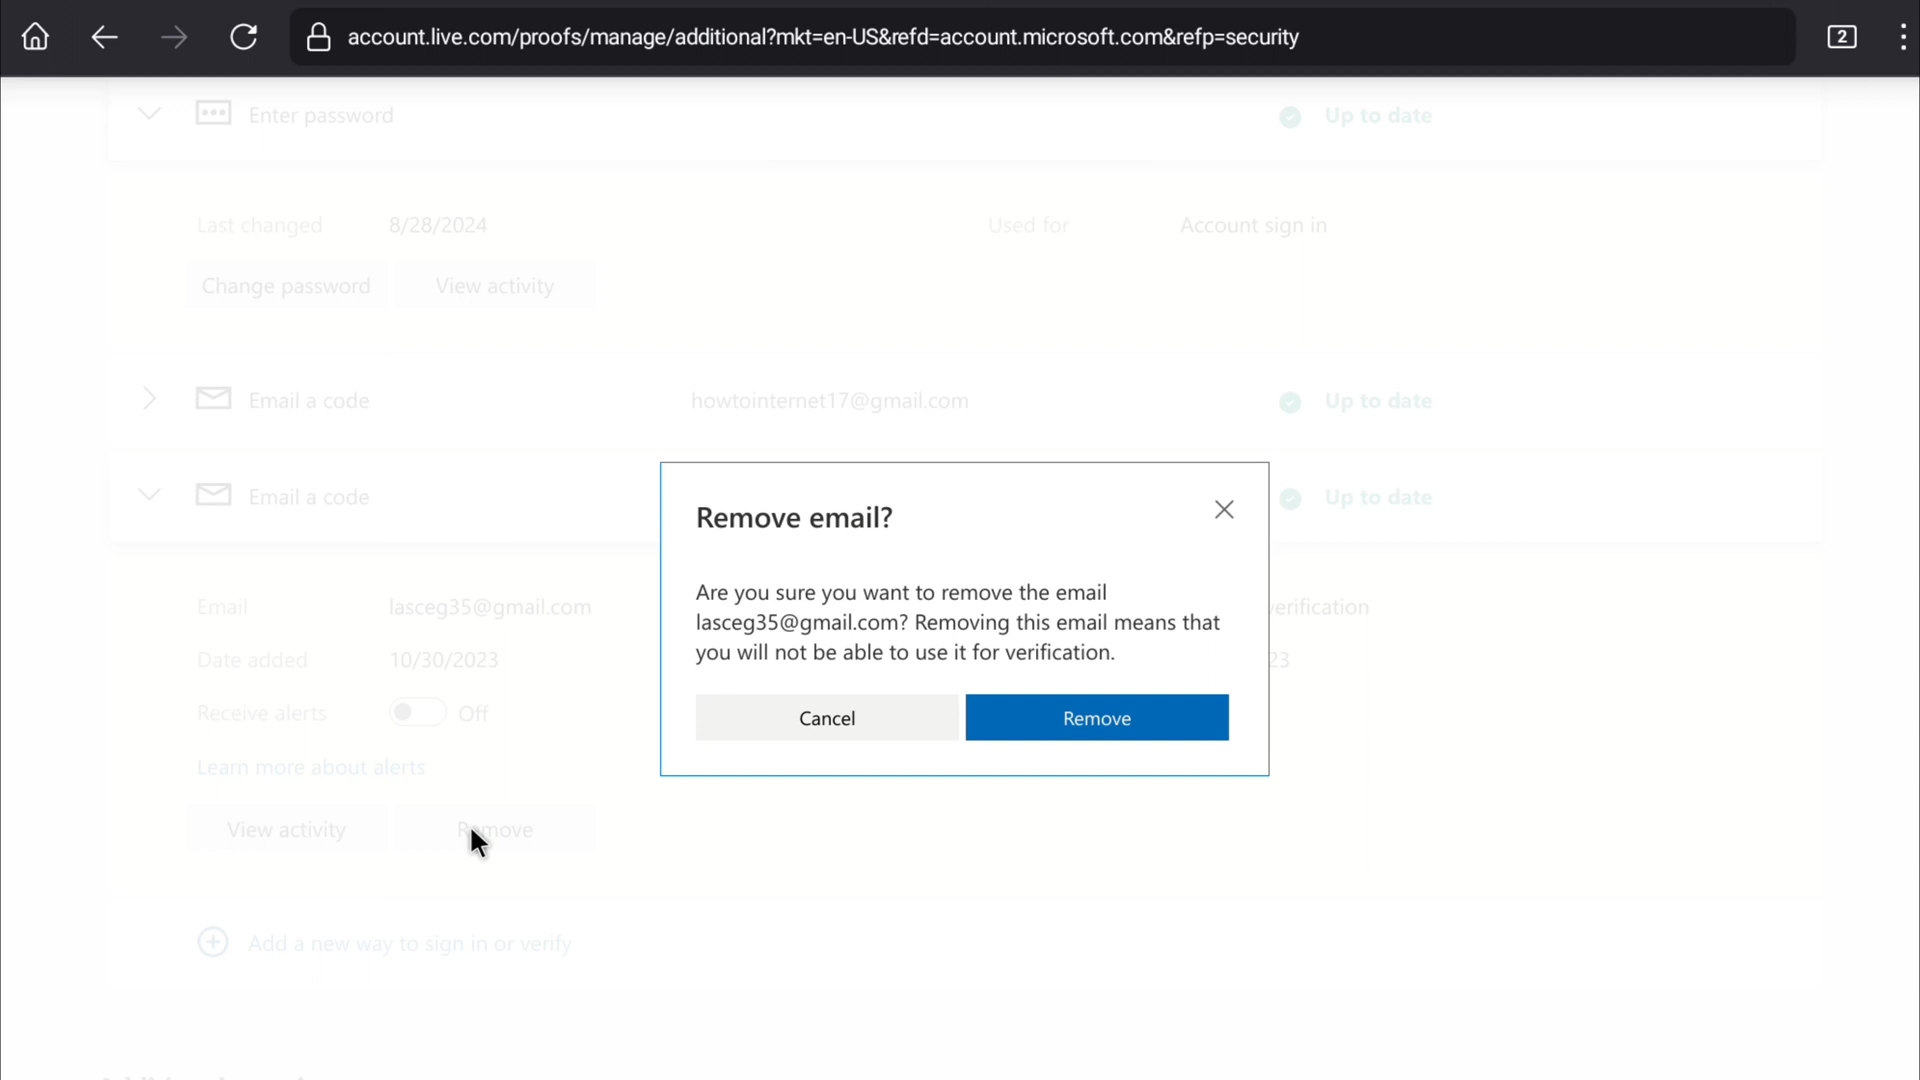 account.live.com/proofs/manage/additional?mkt=en-US&refd=account.microsoft.com&refp=security
2
Enter password
Up to date
Last changed 8/28/2024 Used for Account sign in
Change password View activity
Email a code howtointernet17@gmail.com Up to date
Email a code Up to date
Remove email?
Are you sure you want to remove the email
lasceg35@gmail.com? Removing this email means that
you will not be able to use it for verification.
Cancel Remove
Email lasceg35@gmail.com verification
Date added 10/30/2023 23
Receive alerts Off
Learn more about alerts
View activity Remove
Add a new way to sign in or verify